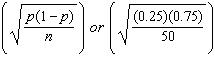 (√(p(1-p)/n)) or (√((0.25)(0.75)/50))